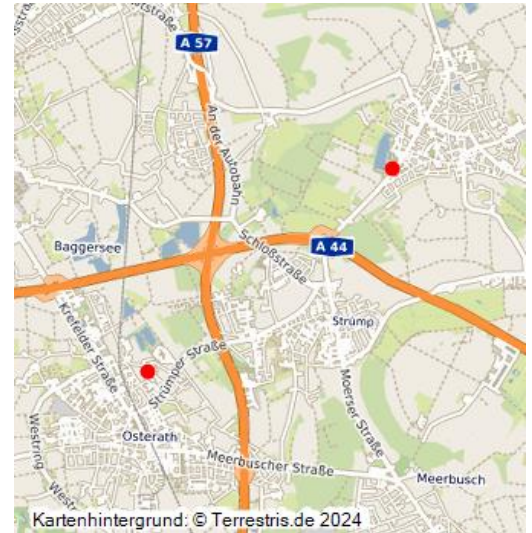 A 57
An der Autobahn
Schloßstraße
A 44
Baggersee
Krefelder Straße
Strümper Straße
Strümp
Moerser Straße
Westring
Osterath
Meerbuscher Straße
Meerbusch
Kartenhintergrund: © Terrestris.de 2024